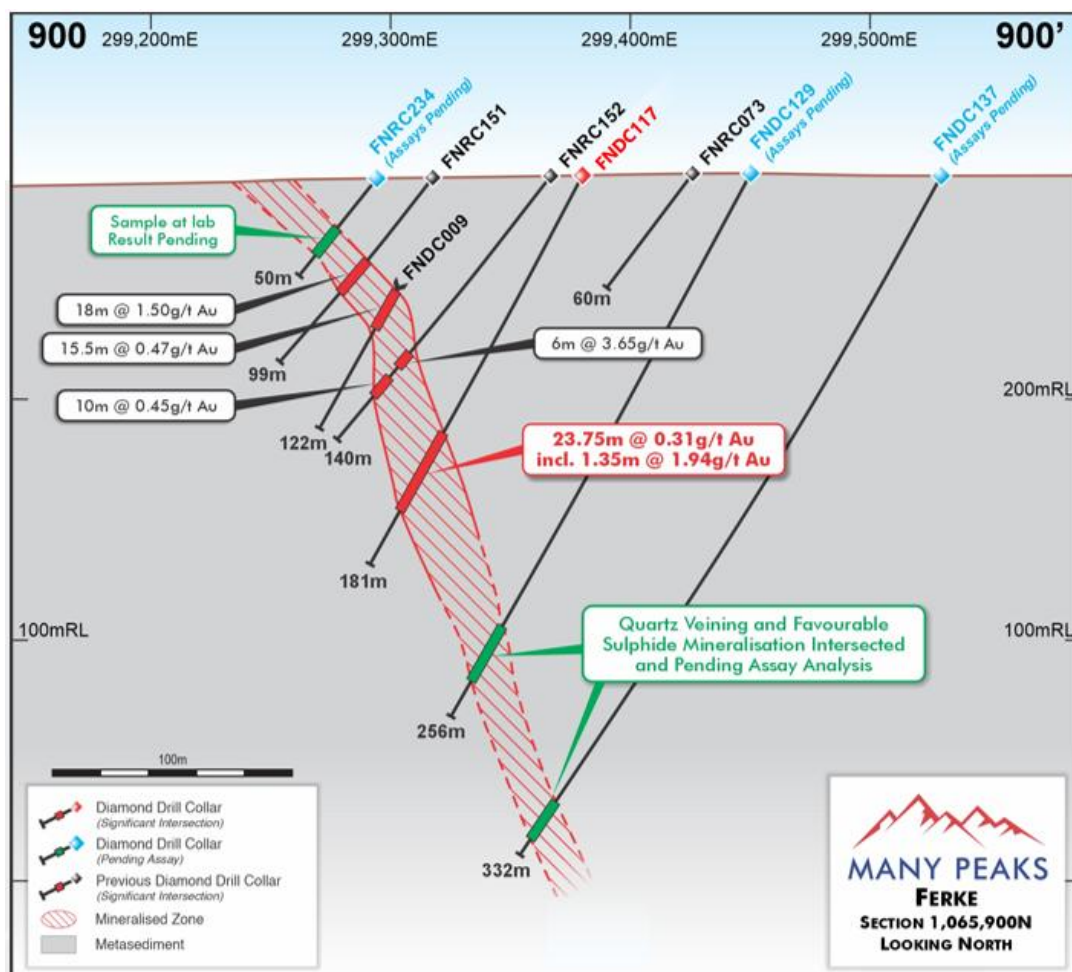 900
299,200mE
299,300mE
299,400mE
299,500mE
900’
FNRC234
(Assays Pending)
FNRC151
FNRC152
FNDC117
FNRC073
FNDC129
(Assays Pending)
FNDC137
(Assays Pending)
Sample at lab
Result Pending
FNDC009
50m
60m
18m @ 1.50g/t Au
15.5m @ 0.47g/t Au
6m @ 3.65g/t Au
99m
10m @ 0.45g/t Au
200mRL
122m
140m
23.75m @ 0.31g/t Au
incl. 1.35m @ 1.94g/t Au
181m
100mRL
100mRL
Quartz Veining and Favourable
Sulphide Mineralisation Intersected
and Pending Assay Analysis
256m
332m
100m
Diamond Drill Collar
(Significant Intersection)
Diamond Drill Collar
(Pending Assay)
Previous Diamond Drill Collar
(Significant Intersection)
Mineralised Zone
Metasediment
MANY PEAKS
FERKE
SECTION 1,065,900N
LOOKING NORTH